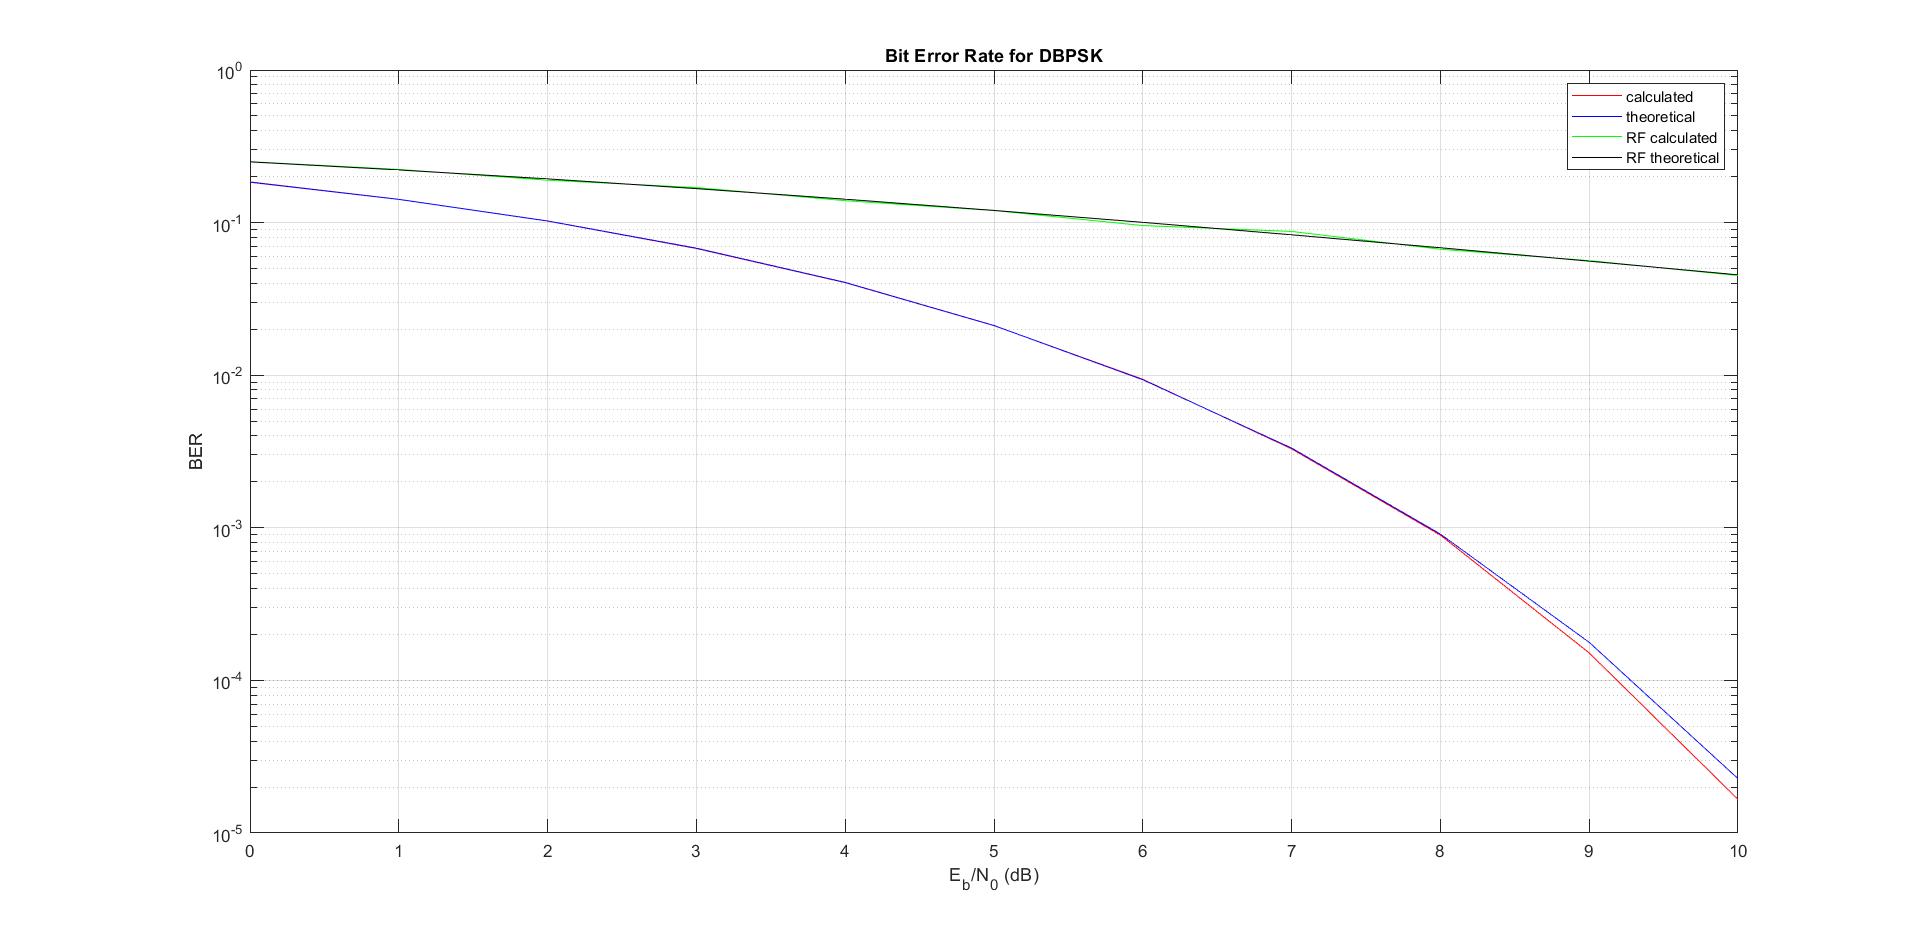 Bit Error Rate for DBPSK
10^0
10^-1
10^-2
10^-3
10^-4
10^-5
BER
calculated
theoretical
RF calculated
RF theoretical
0 1 2 3 4 5 6 7 8 9 10
E_b/N_0 (dB)